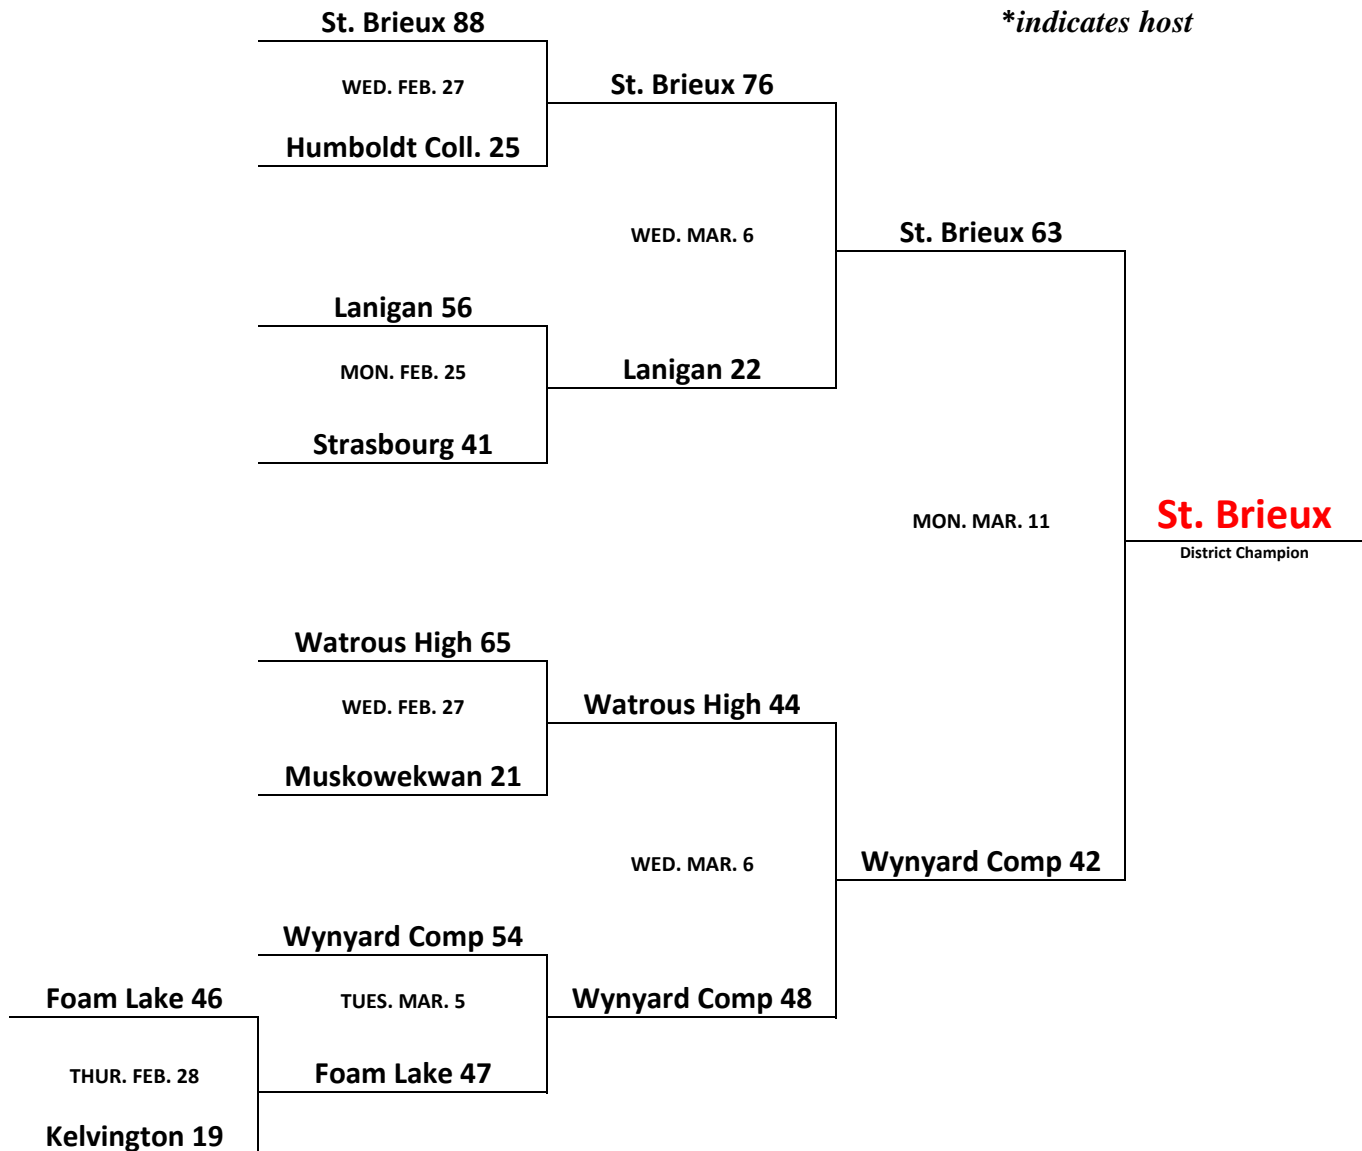 St. Brieux 88
*indicates host
WED. FEB. 27
St. Brieux 76
Humboldt Coll. 25
WED. MAR. 6
St. Brieux 63
Lanigan 56
MON. FEB. 25
Lanigan 22
Strasbourg 41
MON. MAR. 11
St. Brieux
District Champion
Watrous High 65
WED. FEB. 27
Watrous High 44
Muskowekwan 21
WED. MAR. 6
Wynyard Comp 42
Wynyard Comp 54
Foam Lake 46
TUES. MAR. 5
Wynyard Comp 48
THUR. FEB. 28
Foam Lake 47
Kelvington 19